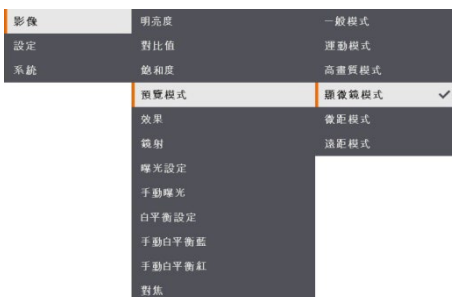 影像
設定
系統
明亮度
對比值
飽和度
預覽模式
效果
鏡射
曝光設定
手動曝光
白平衡設定
手動白平衡藍
手動白平衡紅
對焦
一般模式
運動模式
高畫質模式
顯微鏡模式
微距模式
遠距模式